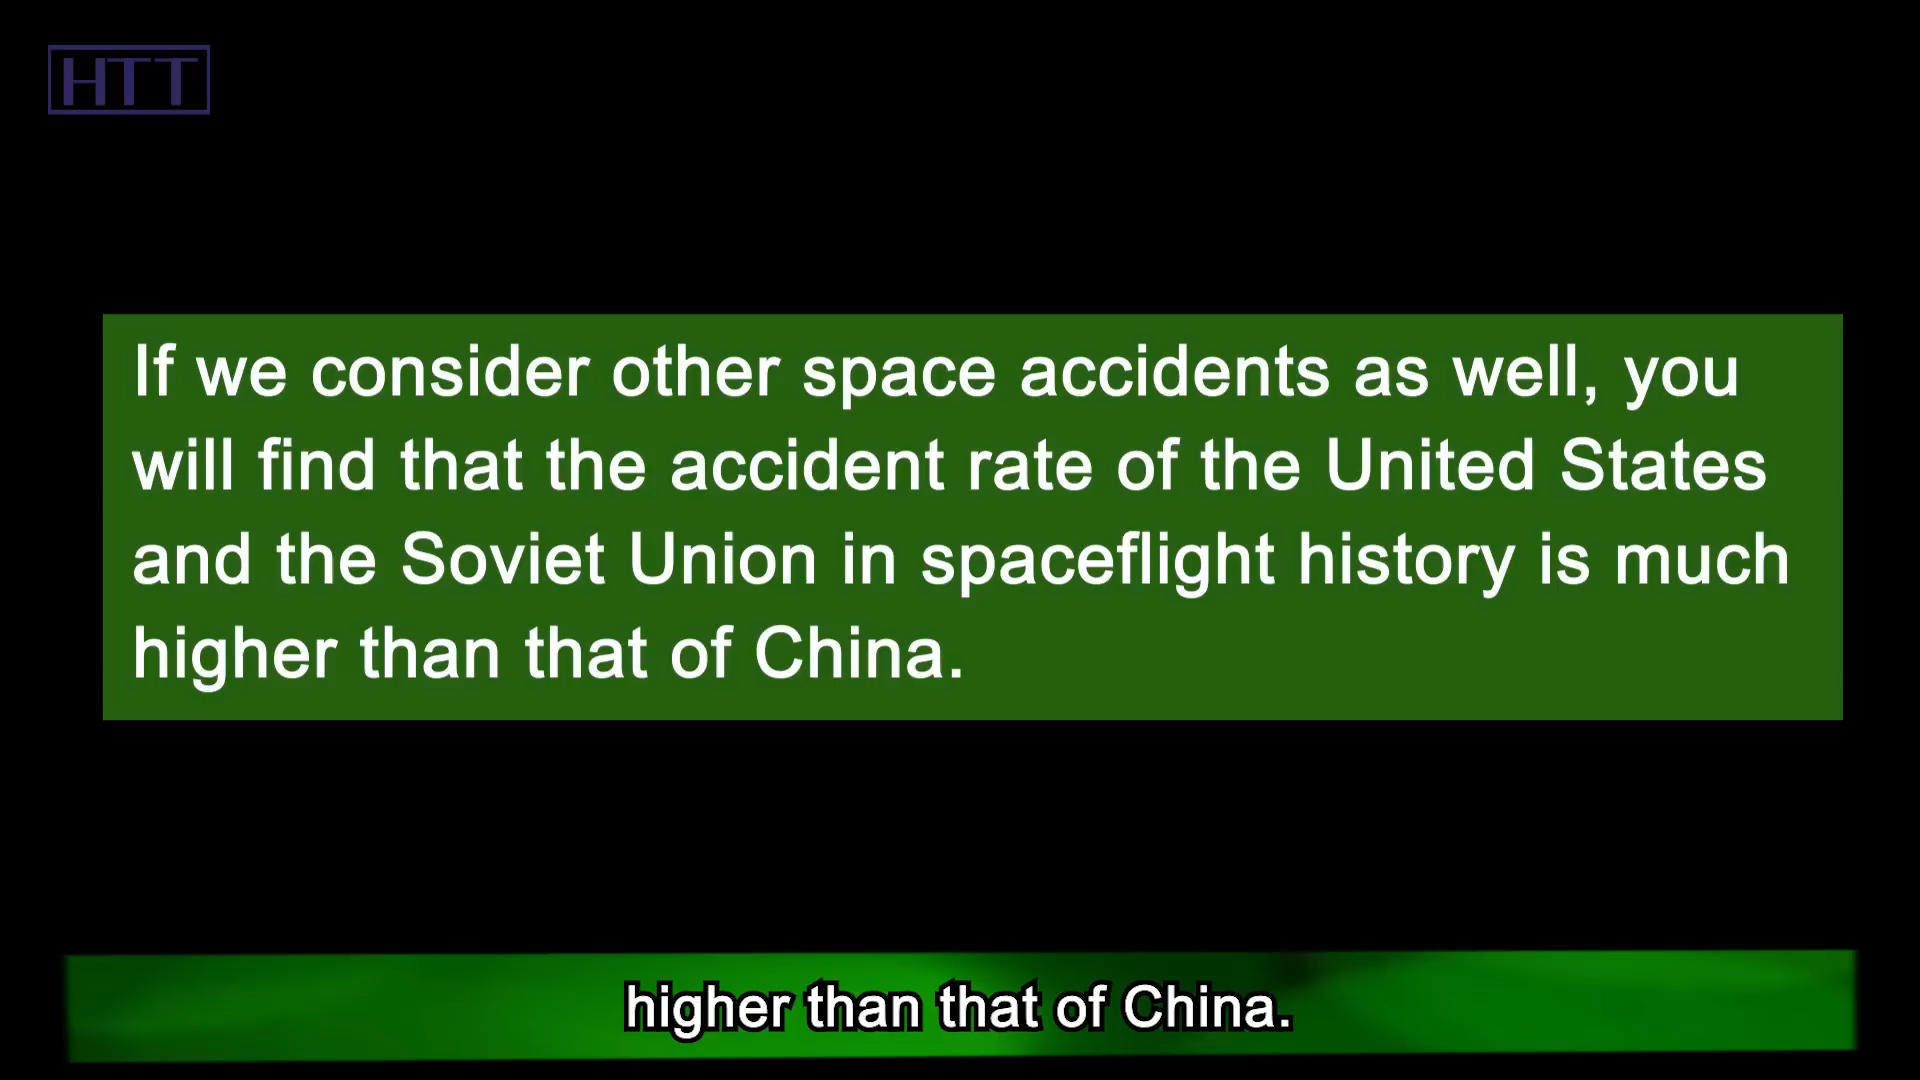 HTT
If we consider other space accidents as well, you
will find that the accident rate of the United States
and the Soviet Union in spaceflight history is much
higher than that of China.
higher than that of China.